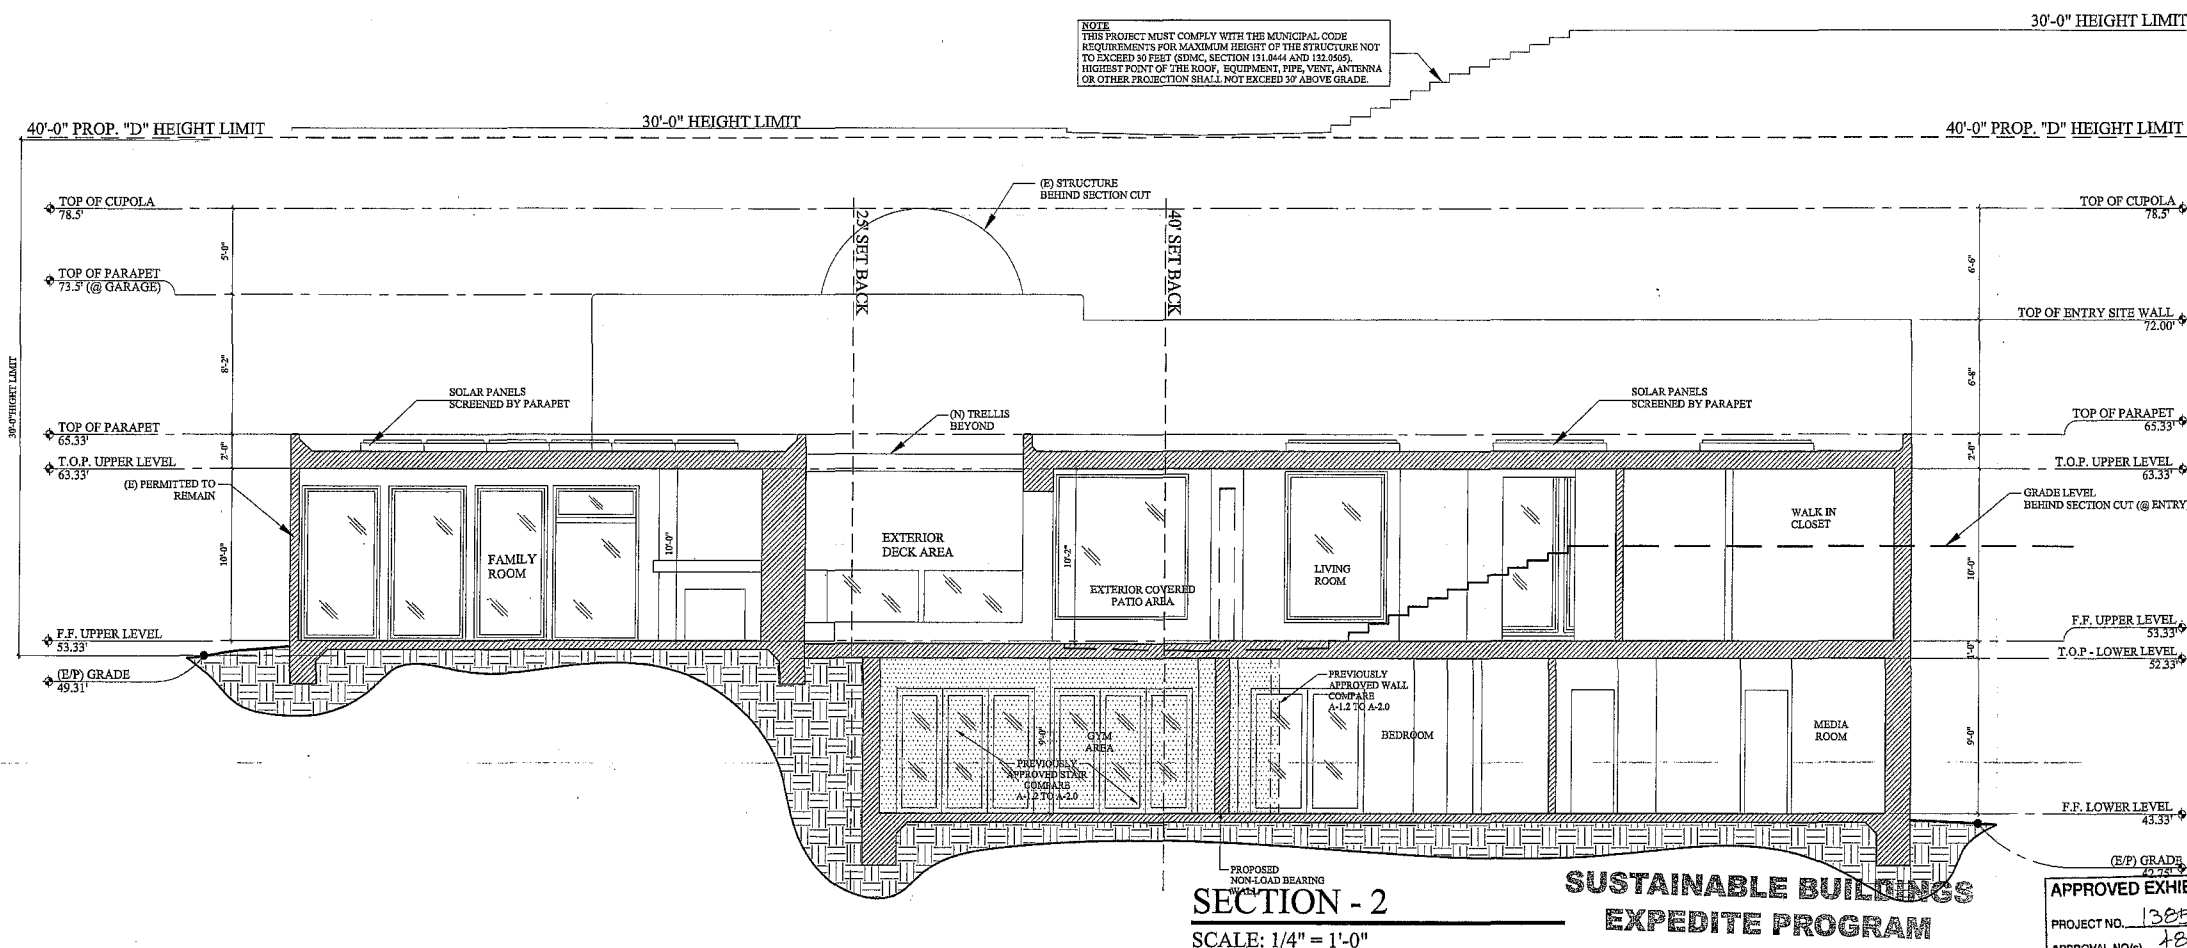 NOTE
THIS PROJECT MUST COMPLY WITH THE MUNICIPAL CODE
REQUIREMENTS FOR MAXIMUM HEIGHT OF THE STRUCTURE NOT
TO EXCEED 30 FEET (SDMC, SECTION 131.0444 AND 132.0505).
HIGHEST POINT OF THE ROOF, EQUIPMENT, PIPE, VENT, ANTENNA
OR OTHER PROJECTION SHALL NOT EXCEED 30' ABOVE GRADE.
30'-0" HEIGHT LIMIT
40'-0" PROP. "D" HEIGHT LIMIT
30'-0" HEIGHT LIMIT
40'-0" PROP. "D" HEIGHT LIMIT
(E) STRUCTURE
BEHIND SECTION CUT
TOP OF CUPOLA
78.5'
25' SET BACK
40' SET BACK
TOP OF CUPOLA
78.5'
5'-0"
6'-6"
TOP OF PARAPET
73.5' (@ GARAGE)
TOP OF ENTRY SITE WALL
72.00'
30'-0"HIGHT LIMIT
8'-2"
6'-8"
SOLAR PANELS
SCREENED BY PARAPET
(N) TRELLIS
BEYOND
SOLAR PANELS
SCREENED BY PARAPET
TOP OF PARAPET
65.33'
TOP OF PARAPET
65.33'
2'-0"
2'-0"
T.O.P. UPPER LEVEL
63.33'
T.O.P. UPPER LEVEL
63.33'
(E) PERMITTED TO
REMAIN
GRADE LEVEL
BEHIND SECTION CUT (@ ENTRY)
10'-0"
FAMILY
ROOM
10'-0"
EXTERIOR
DECK AREA
10'-2"
EXTERIOR COVERED
PATIO AREA
LIVING
ROOM
WALK IN
CLOSET
10'-0"
F.F. UPPER LEVEL
53.33'
F.F. UPPER LEVEL
53.33'
1'-0"
T.O.P - LOWER LEVEL
52.33'
(E/P) GRADE
49.31'
PREVIOUSLY
APPROVED WALL
COMPARE
A-1.2 TO A-2.0
9'-0"
GYM
AREA
BEDROOM
MEDIA
ROOM
9'-0"
PREVIOUSLY
APPROVED STAIR
COMPARE
A-1.2 TO A-2.0
F.F. LOWER LEVEL
43.33'
(E/P) GRADE
42.75'
PROPOSED
NON-LOAD BEARING
WALL
SECTION - 2
SCALE: 1/4" = 1'-0"
SUSTAINABLE BUILDINGS
EXPEDITE PROGRAM
APPROVED EXHIB
PROJECT NO. 1385
APPROVAL NO(s) 48